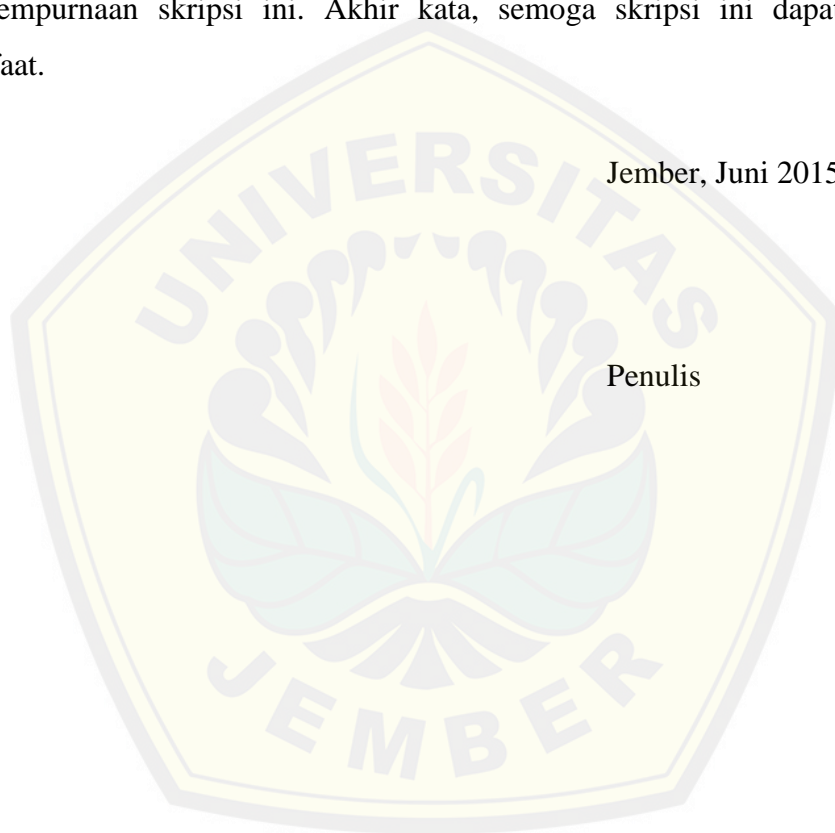 empurnaan skripsi ini. Akhir kata, semoga skripsi ini dapat
faat.
Jember, Juni 2015
Penulis
UNIVERSITAS
JEMBER